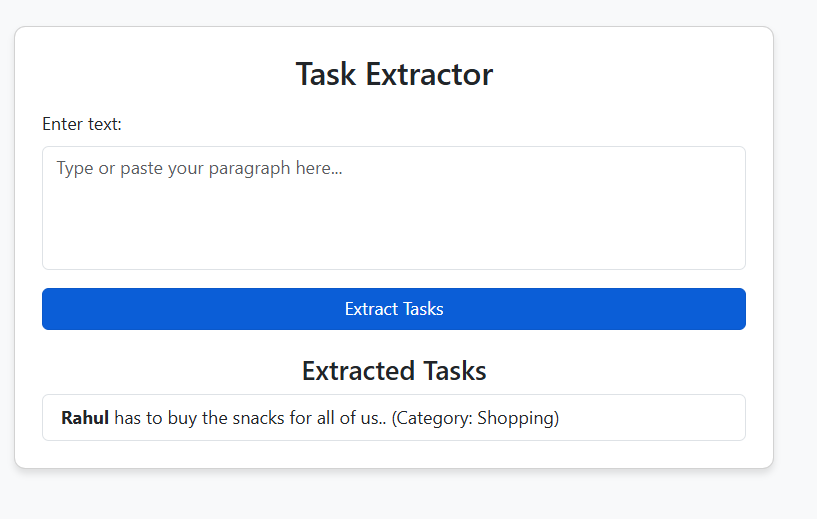 Task Extractor
Enter text:
Type or paste your paragraph here...
Extract Tasks
Extracted Tasks
Rahul has to buy the snacks for all of us.. (Category: Shopping)